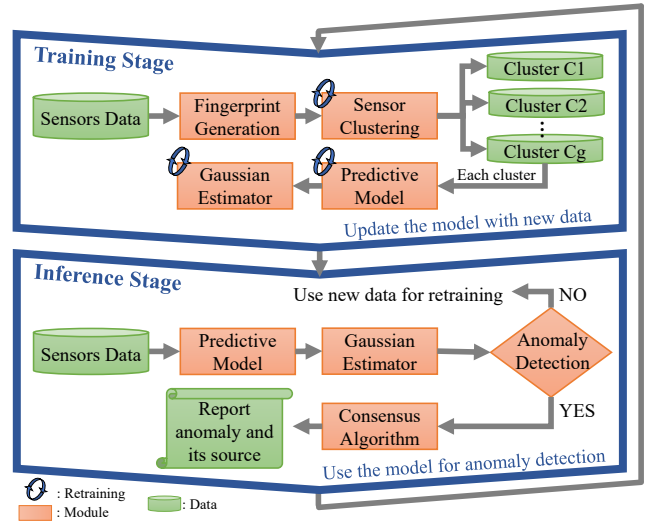 Training Stage
Sensors Data
Fingerprint
Generation
Sensor
Clustering
Cluster C1
Cluster C2
Cluster Cg
Each cluster
Predictive
Model
Gaussian
Estimator
Update the model with new data
Inference Stage
Use new data for retraining
NO
Sensors Data
Predictive
Model
Gaussian
Estimator
Anomaly
Detection
YES
Consensus
Algorithm
Report
anomaly and
its source
Use the model for anomaly detection
: Retraining
: Module
: Data